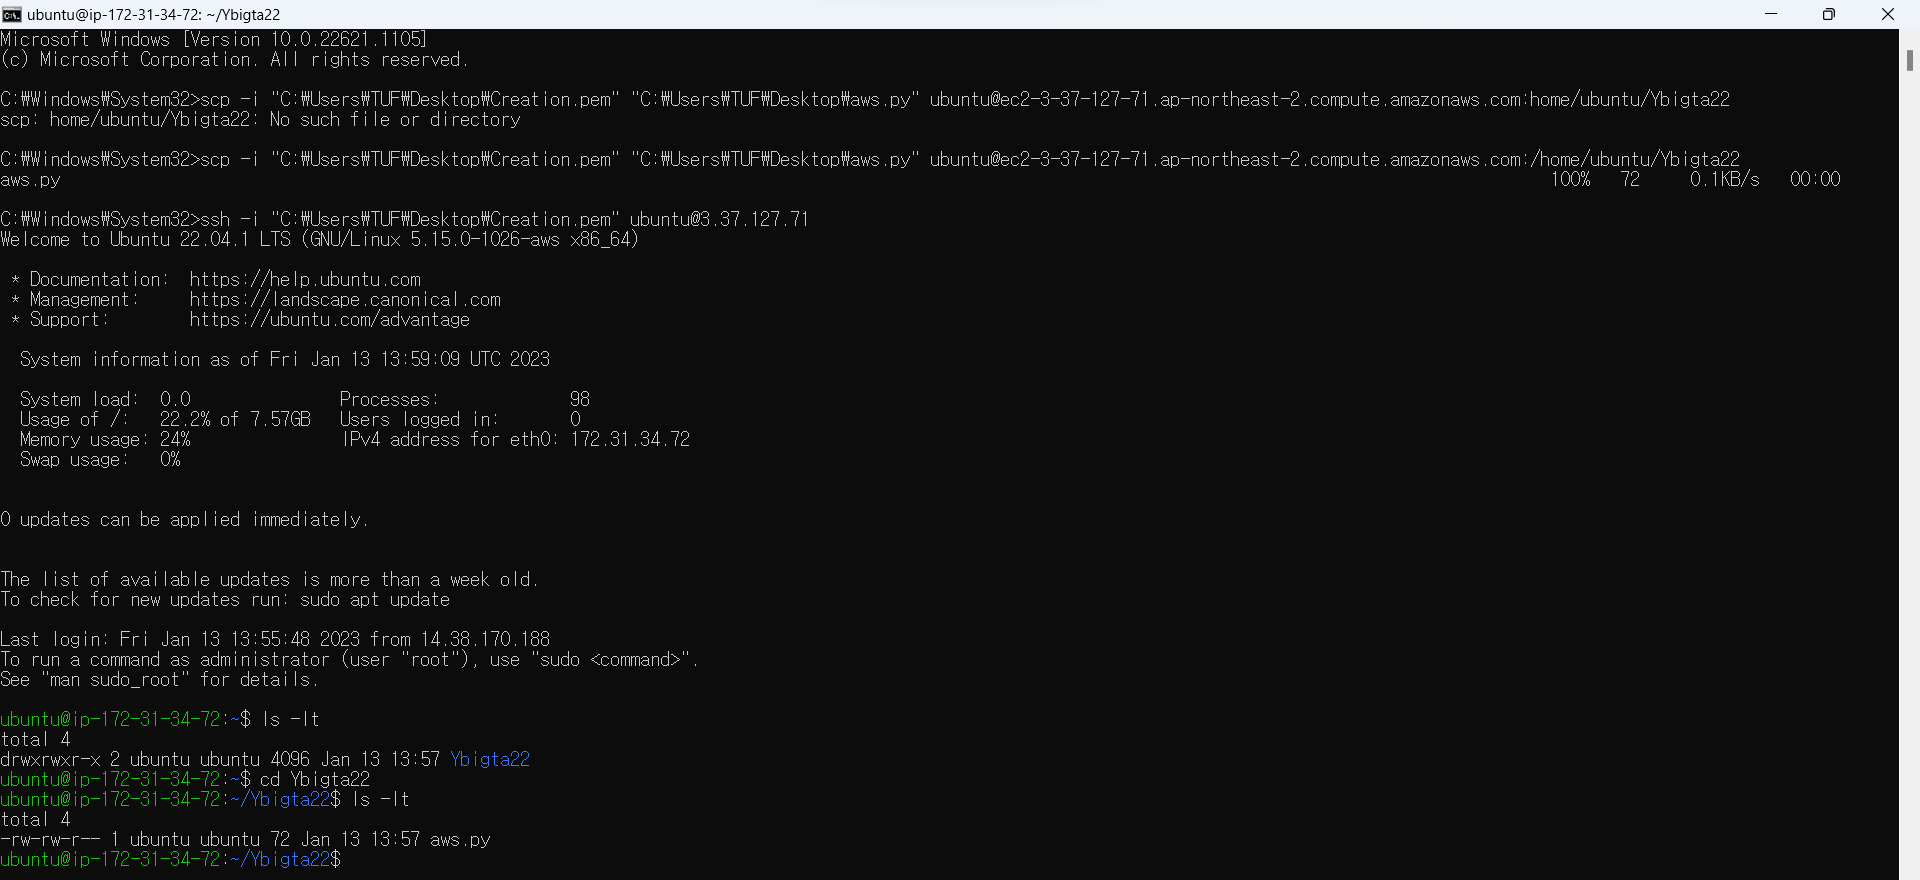 ubuntu@ip-172-31-34-72: ~/Ybigta22
Microsoft Windows [Version 10.0.22621.1105]
(c) Microsoft Corporation. All rights reserved.
C:₩Windows₩System32>scp -i "C:₩Users₩TUF₩Desktop₩Creation.pem" "C:₩Users₩TUF₩Desktop₩aws.py" ubuntu@ec2-3-37-127-71.ap-northeast-2.compute.amazonaws.com:home/ubuntu/Ybigta22
scp: home/ubuntu/Ybigta22: No such file or directory
C:₩Windows₩System32>scp -i "C:₩Users₩TUF₩Desktop₩Creation.pem" "C:₩Users₩TUF₩Desktop₩aws.py" ubuntu@ec2-3-37-127-71.ap-northeast-2.compute.amazonaws.com:/home/ubuntu/Ybigta22
aws.py 100% 72 0.1KB/s 00:00
C:₩Windows₩System32>ssh -i "C:₩Users₩TUF₩Desktop₩Creation.pem" ubuntu@3.37.127.71
Welcome to Ubuntu 22.04.1 LTS (GNU/Linux 5.15.0-1026-aws x86_64)
* Documentation: https://help.ubuntu.com
* Management: https://landscape.canonical.com
* Support: https://ubuntu.com/advantage
System information as of Fri Jan 13 13:59:09 UTC 2023
System load: 0.0 Processes: 98
Usage of /: 22.2% of 7.57GB Users logged in: 0
Memory usage: 24% IPv4 address for eth0: 172.31.34.72
Swap usage: 0%
0 updates can be applied immediately.
The list of available updates is more than a week old.
To check for new updates run: sudo apt update
Last login: Fri Jan 13 13:55:48 2023 from 14.38.170.188
To run a command as administrator (user "root"), use "sudo <command>".
See "man sudo_root" for details.
ubuntu@ip-172-31-34-72:~$ ls -lt
total 4
drwxrwxr-x 2 ubuntu ubuntu 4096 Jan 13 13:57 Ybigta22
ubuntu@ip-172-31-34-72:~$ cd Ybigta22
ubuntu@ip-172-31-34-72:~/Ybigta22$ ls -lt
total 4
-rw-rw-r-- 1 ubuntu ubuntu 72 Jan 13 13:57 aws.py
ubuntu@ip-172-31-34-72:~/Ybigta22$